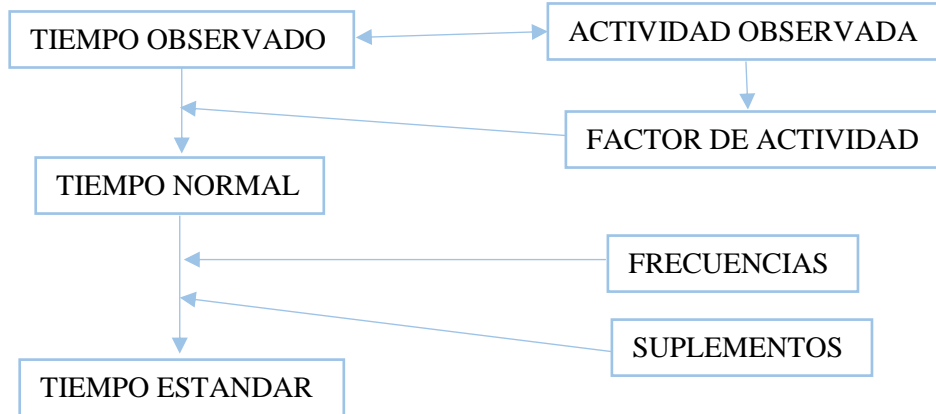 TIEMPO OBSERVADO
ACTIVIDAD OBSERVADA
FACTOR DE ACTIVIDAD
TIEMPO NORMAL
FRECUENCIAS
SUPLEMENTOS
TIEMPO ESTANDAR